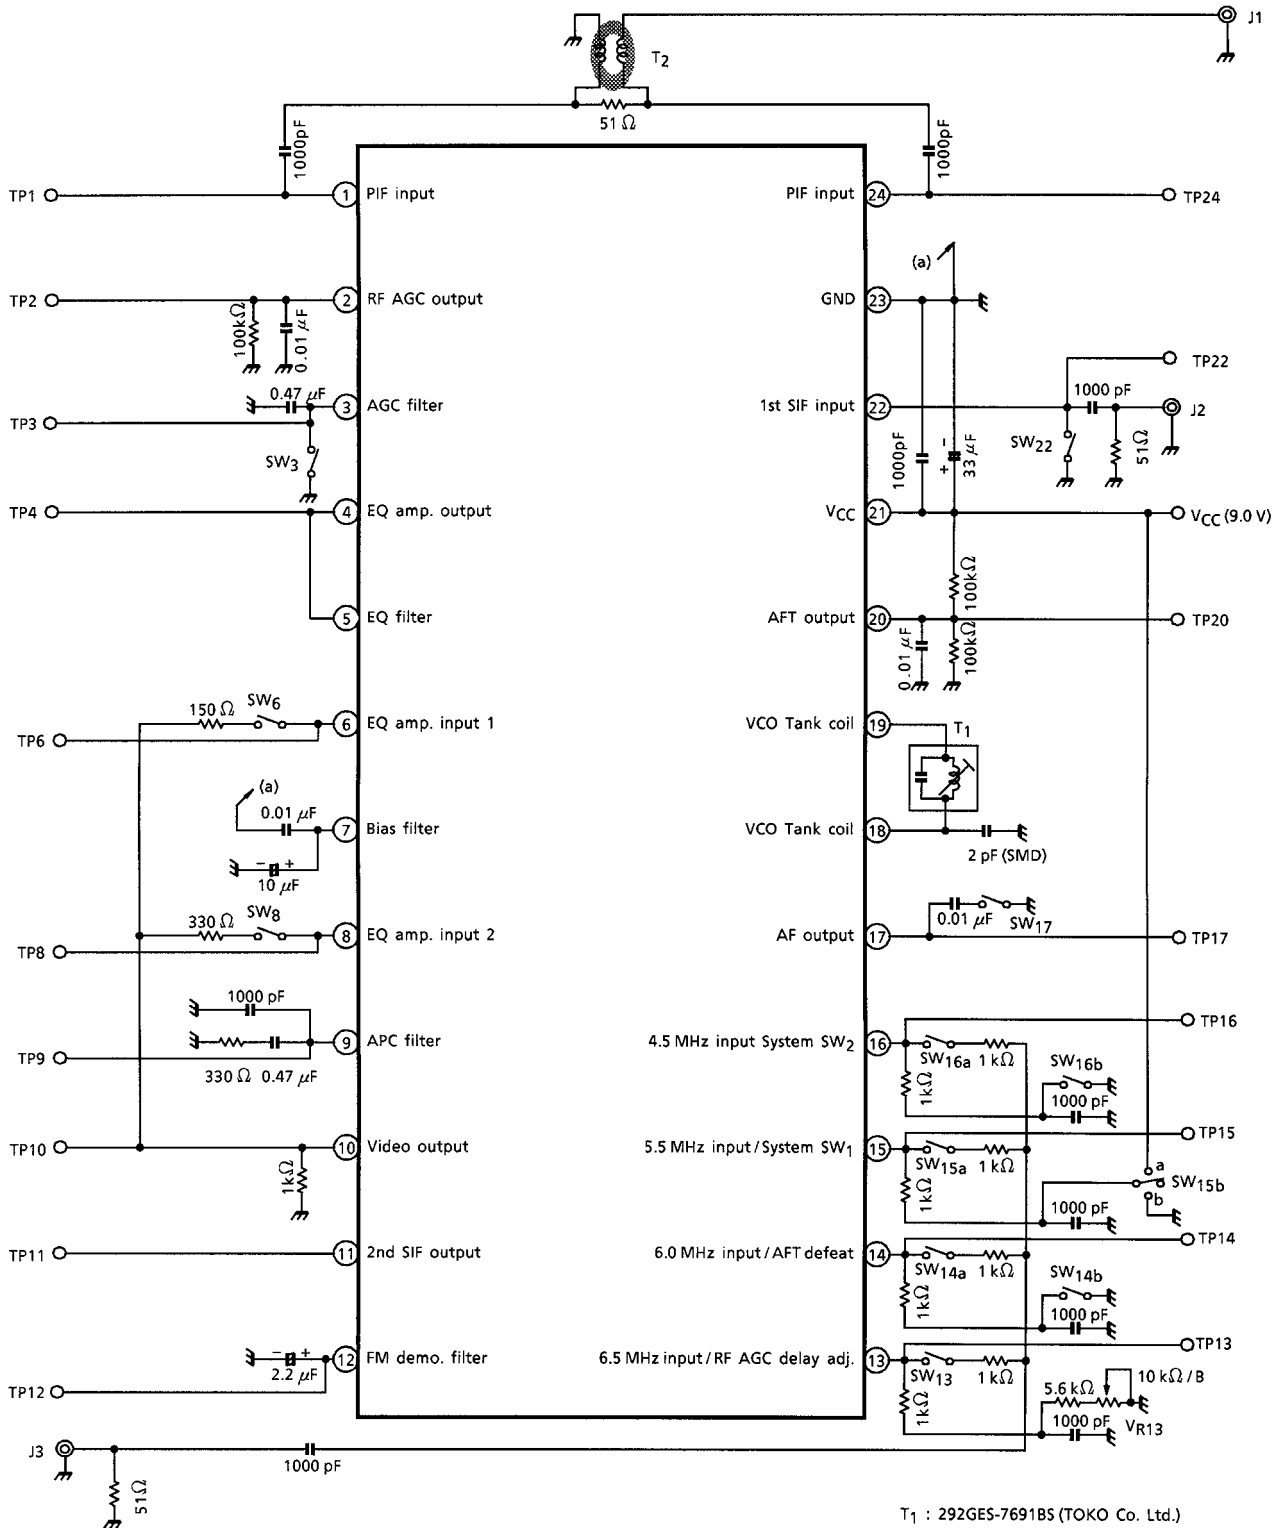 J1
T2
51 Ω
1000pF
1000pF
TP1
1
PIF input
PIF input
24
TP24
(a)
TP2
2
RF AGC output
GND
23
100kΩ
0.01 μF
TP22
0.47 μF
1000 pF
3
AGC filter
1st SIF input
22
J2
TP3
SW3
SW22
51Ω
1000pF
- +
33 μF
TP4
4
EQ amp. output
VCC
21
VCC (9.0 V)
100kΩ
5
EQ filter
AFT output
20
TP20
0.01 μF
100kΩ
150 Ω
SW6
6
EQ amp. input 1
VCO Tank coil
19
T1
TP6
(a)
0.01 μF
7
Bias filter
VCO Tank coil
18
2 pF (SMD)
- +
10 μF
330 Ω
SW8
0.01 μF
SW17
8
EQ amp. input 2
AF output
17
TP17
TP8
1000 pF
TP16
9
APC filter
4.5 MHz input System SW2
16
SW16a
1 kΩ
TP9
330 Ω
0.47 μF
1kΩ
SW16b
1000 pF
TP15
TP10
10
Video output
5.5 MHz input/System SW1
15
SW15a
1 kΩ
1kΩ
1kΩ
a
SW15b
b
1000 pF
TP14
TP11
11
2nd SIF output
6.0 MHz input/AFT defeat
14
SW14a
1 kΩ
1kΩ
SW14b
1000 pF
TP13
- +
2.2 μF
12
FM demo. filter
6.5 MHz input/RF AGC delay adj.
13
SW13
1 kΩ
TP12
1kΩ
5.6 kΩ
10 kΩ/B
1000 pF
VR13
J3
1000 pF
51Ω
T1 : 292GES-7691BS (TOKO Co. Ltd.)